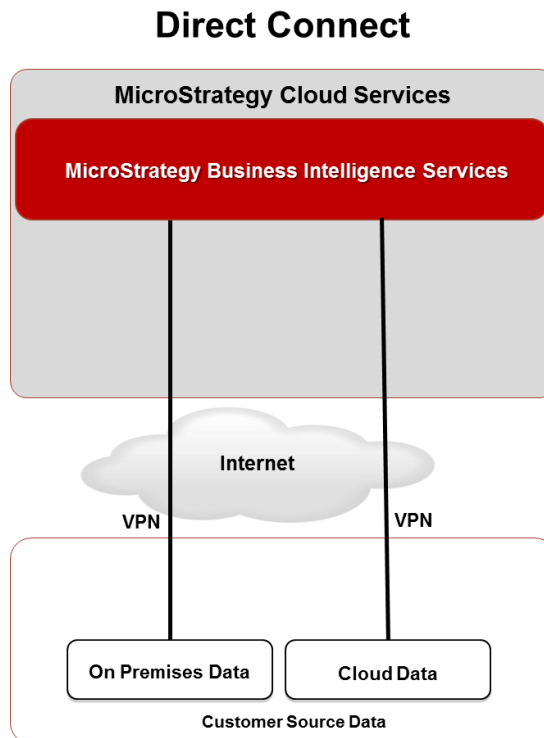 Direct Connect
MicroStrategy Cloud Services
MicroStrategy Business Intelligence Services
Internet
VPN
VPN
On Premises Data
Cloud Data
Customer Source Data